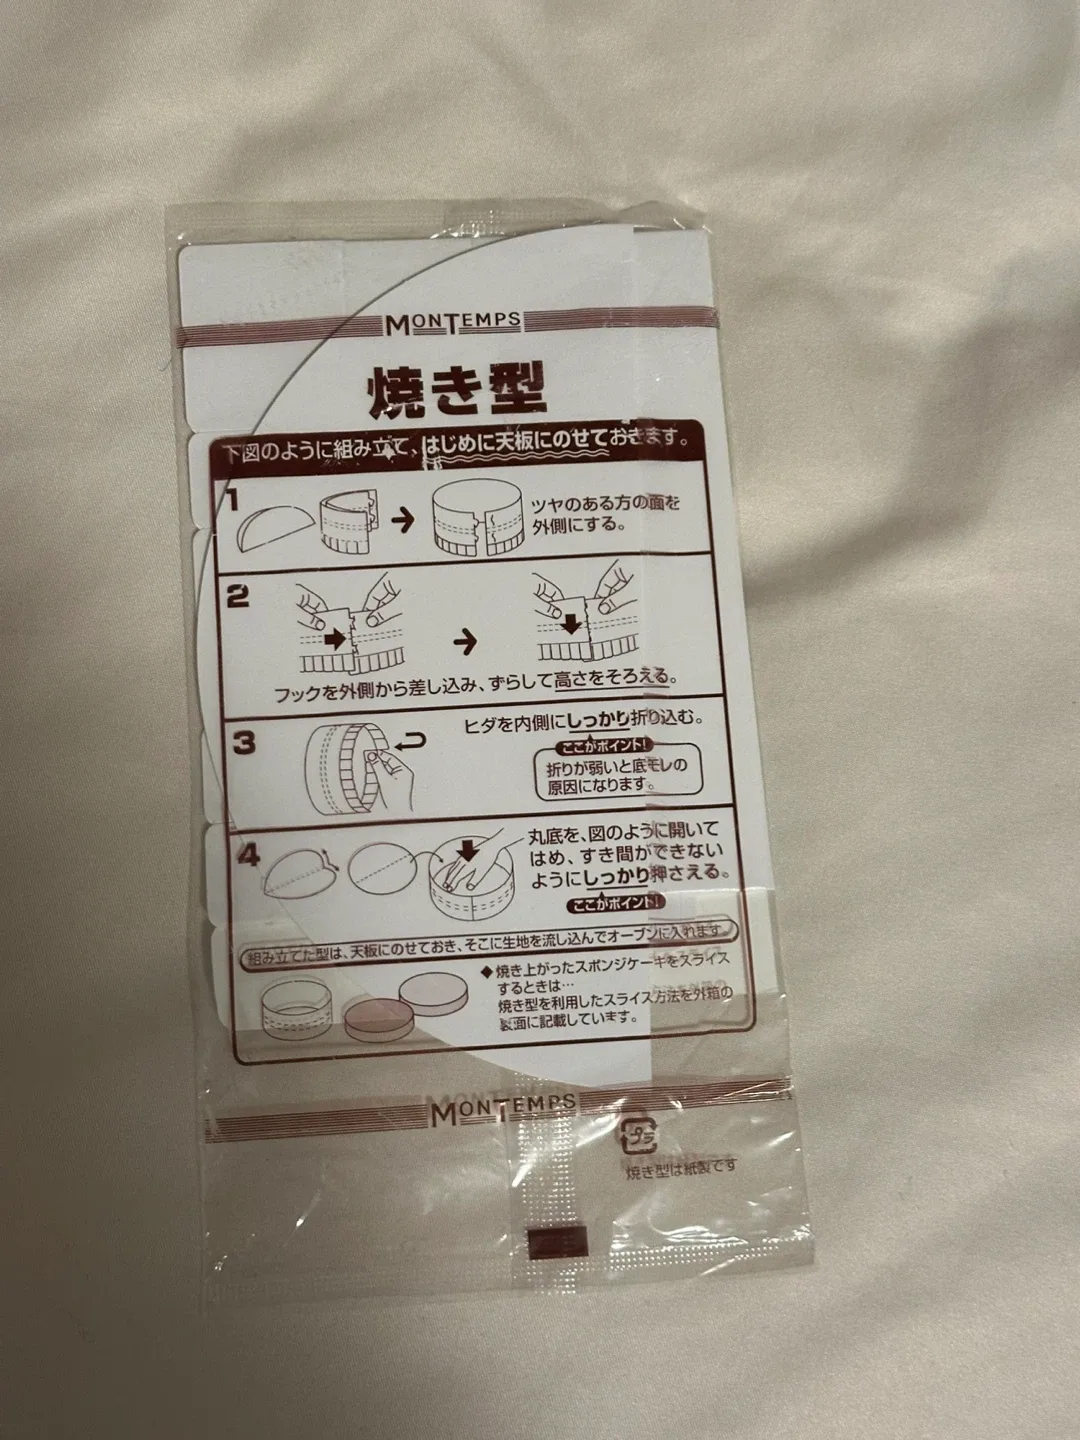 MONTEMPS
焼き型
下図のように組み立て、はじめに天板にのせておきます。
1
ツヤのある方の面を
外側にする。
2
フックを外側から差し込み、ずらして高さをそろえる。
3
ヒダを内側にしっかり折り込む。
ここがポイント!
折りが弱いと底モレの
原因になります。
4
丸底を、図のように開いて
はめ、すき間ができない
ようにしっかり押さえる。
ここがポイント!
組み立てた型は、天板にのせておき、そこに生地を流し込んでオーブンに入れます。
◆焼き上がったスポンジケーキをスライス
するときは…
焼き型を利用したスライス方法を外箱の
裏面に記載しています。
MONTEMPS
プラ
焼き型は紙製です